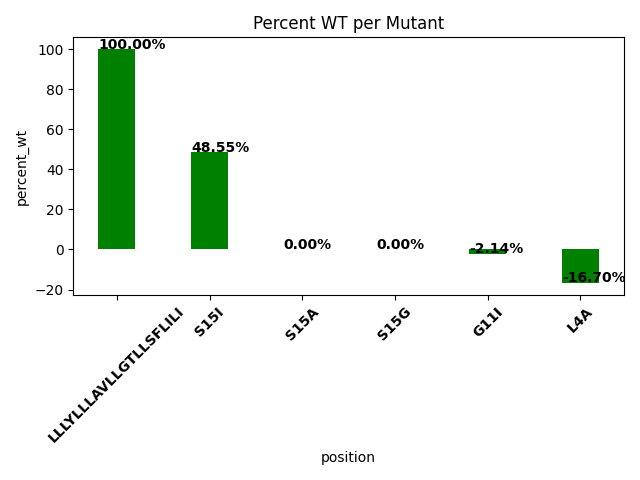 Percent WT per Mutant
percent_wt
100
80
60
40
20
0
−20
100.00%
48.55%
0.00%
0.00%
-2.14%
-16.70%
LLLYLLLAVLLGTLLSFLILI
S15I
S15A
S15G
G11I
L4A
position